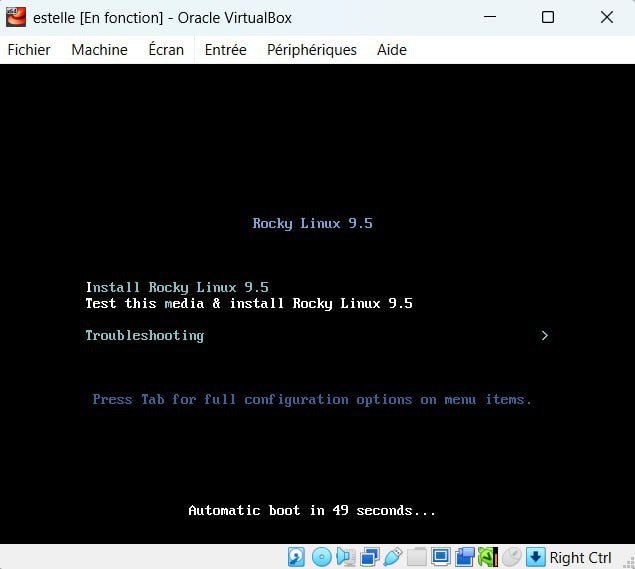 estelle [En fonction] - Oracle VirtualBox
Fichier Machine Écran Entrée Périphériques Aide
Rocky Linux 9.5
Install Rocky Linux 9.5
Test this media & install Rocky Linux 9.5
Troubleshooting >
Press Tab for full configuration options on menu items.
Automatic boot in 49 seconds...
Right Ctrl